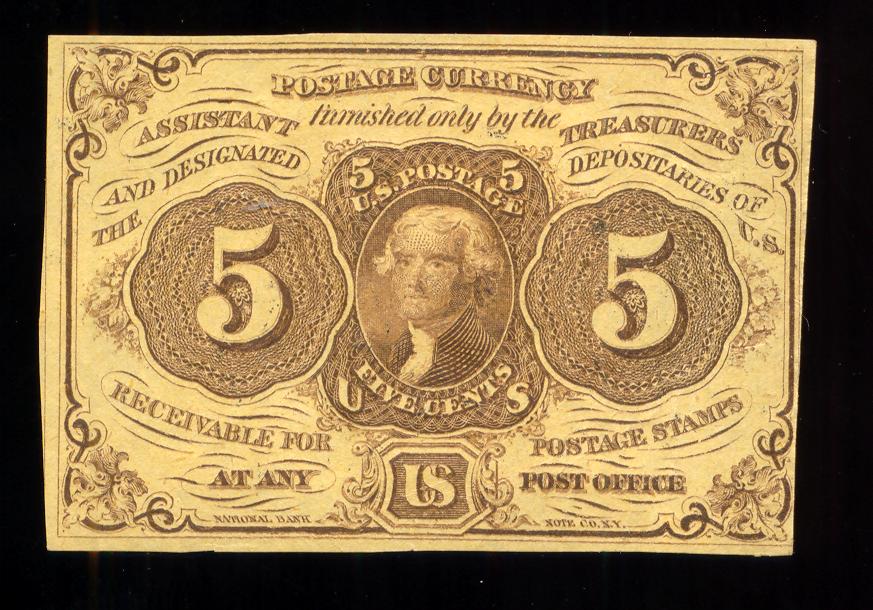 POSTAGE CURRENCY
furnished only by the
ASSISTANT TREASURERS
AND DESIGNATED DEPOSITARIES OF
THE U.S.
5 5
U.S. POSTAGE
5 5
FIVE CENTS
U S
RECEIVABLE FOR POSTAGE STAMPS
AT ANY US POST OFFICE
NATIONAL BANK NOTE CO. N.Y.